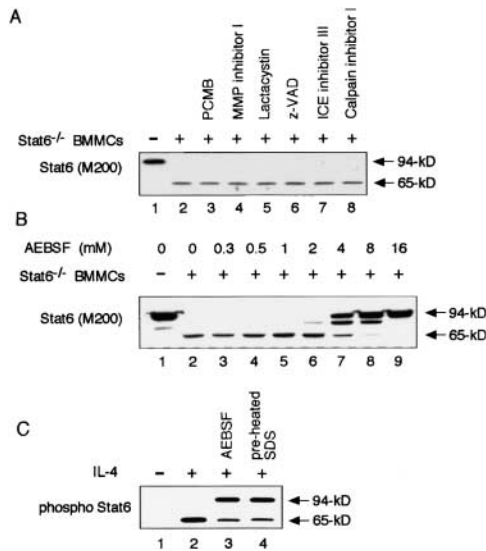 A
PCMB
MMP inhibitor I
Lactacystin
z-VAD
ICE inhibitor III
Calpain inhibitor I
Stat6-/- BMMCs − + + + + + + +
Stat6 (M200)
94-kD
65-kD
1 2 3 4 5 6 7 8
B
AEBSF (mM) 0 0 0.3 0.5 1 2 4 8 16
Stat6-/- BMMCs − + + + + + + + +
Stat6 (M200)
94-kD
65-kD
1 2 3 4 5 6 7 8 9
C
AEBSF
pre-heated
SDS
IL-4 − + + +
phospho Stat6
94-kD
65-kD
1 2 3 4